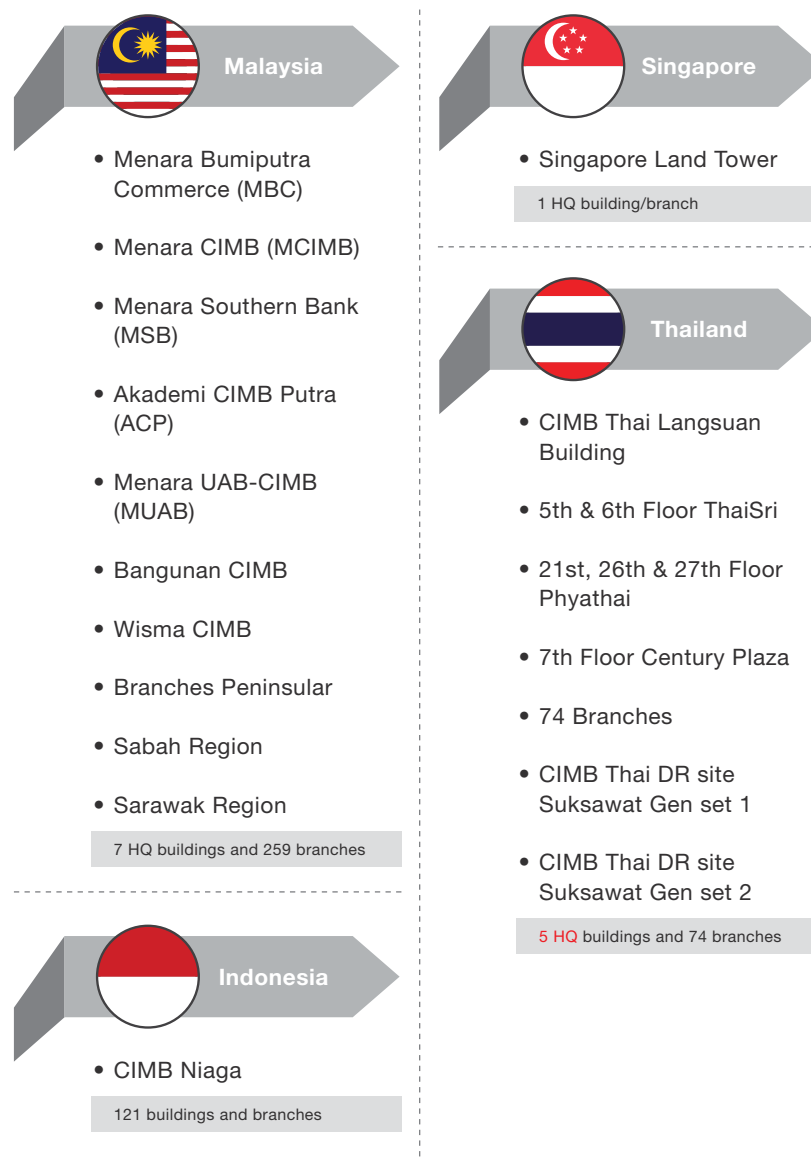 Malaysia
• Menara Bumiputra
Commerce (MBC)
• Menara CIMB (MCIMB)
• Menara Southern Bank
(MSB)
• Akademi CIMB Putra
(ACP)
• Menara UAB-CIMB
(MUAB)
• Bangunan CIMB
• Wisma CIMB
• Branches Peninsular
• Sabah Region
• Sarawak Region
7 HQ buildings and 259 branches
Indonesia
• CIMB Niaga
121 buildings and branches
Singapore
• Singapore Land Tower
1 HQ building/branch
Thailand
• CIMB Thai Langsuan
Building
• 5th & 6th Floor ThaiSri
• 21st, 26th & 27th Floor
Phyathai
• 7th Floor Century Plaza
• 74 Branches
• CIMB Thai DR site
Suksawat Gen set 1
• CIMB Thai DR site
Suksawat Gen set 2
5 HQ buildings and 74 branches